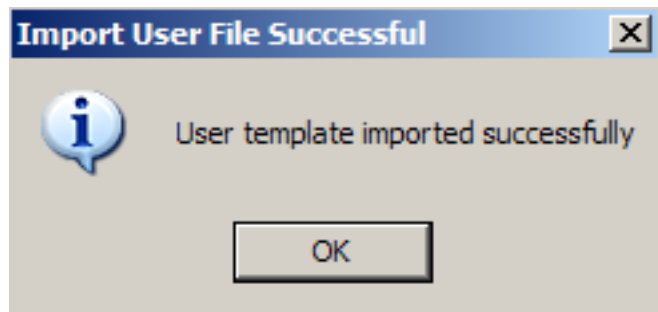 Import User File Successful
User template imported successfully
OK